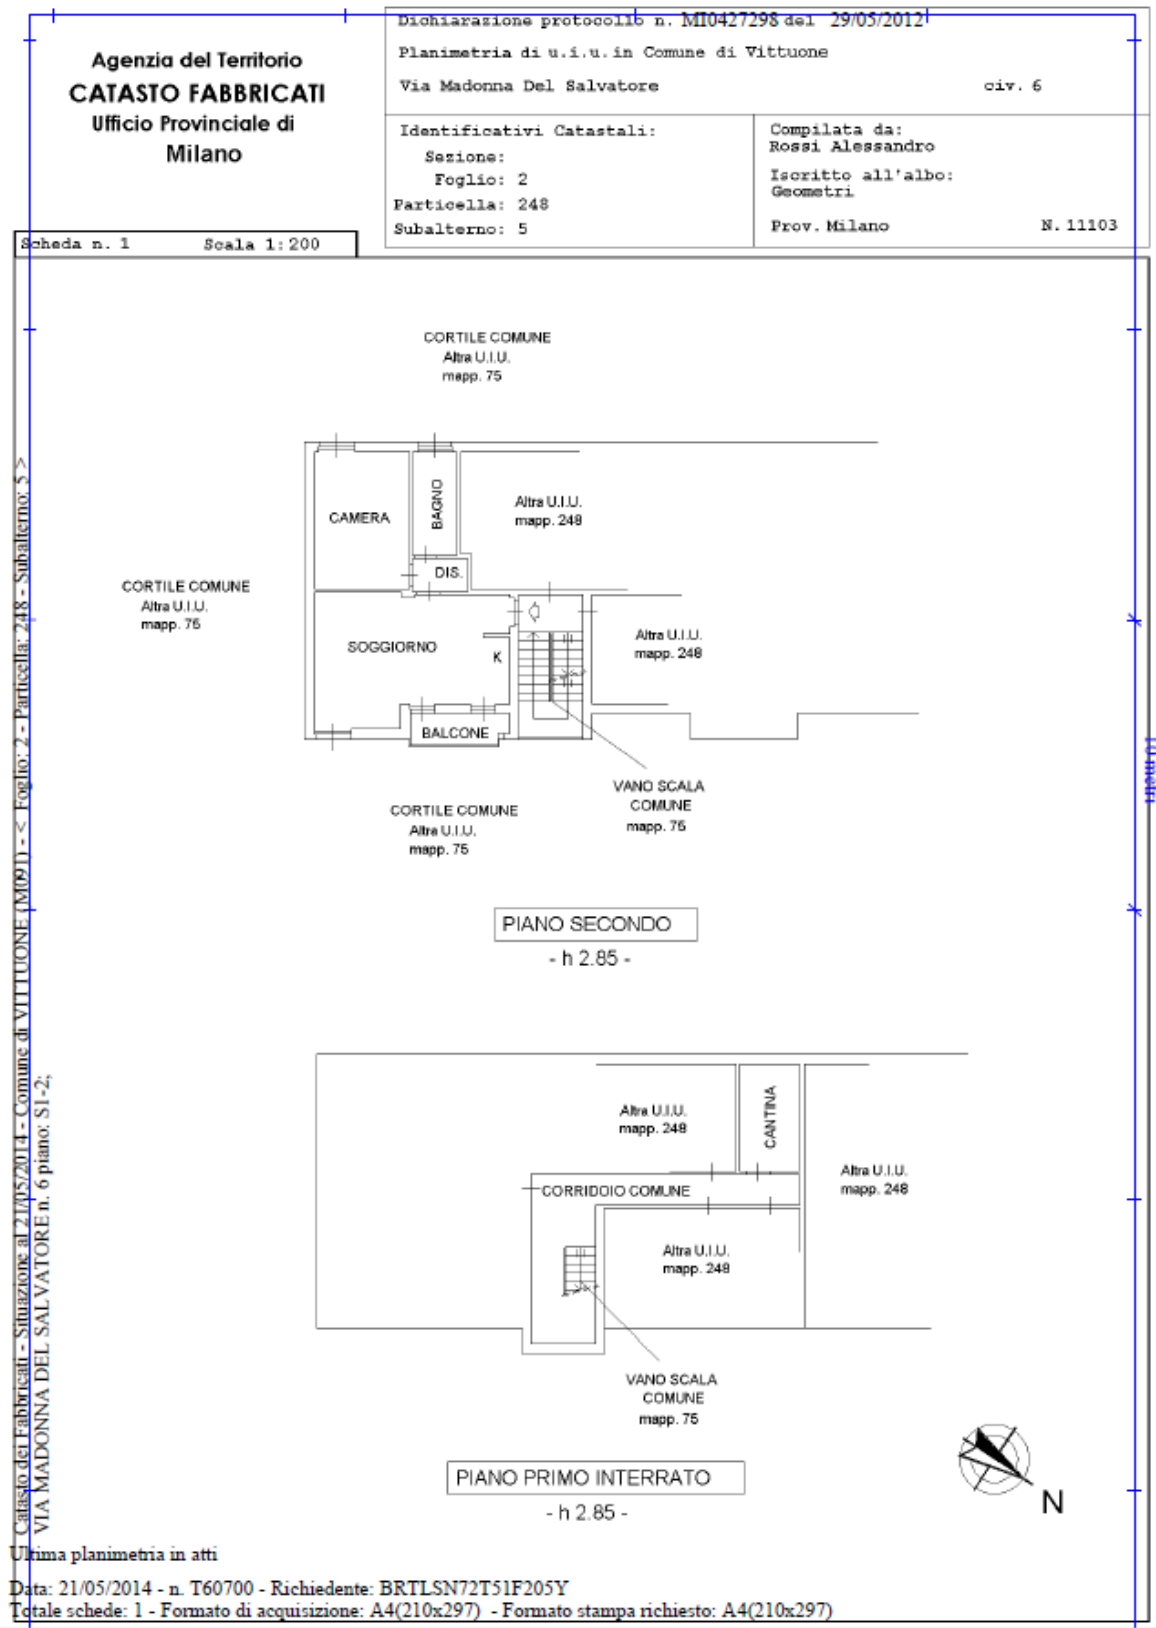 Agenzia del Territorio
CATASTO FABBRICATI
Ufficio Provinciale di
Milano
Dichiarazione protocollo n. MI0427298 del 29/05/2012
Planimetria di u.i.u. in Comune di Vittuone
Via Madonna Del Salvatore civ. 6
Identificativi Catastali:
Sezione:
Foglio: 2
Particella: 248
Subalterno: 5
Compilata da:
Rossi Alessandro
Iscritto all'albo:
Geometri
Prov. Milano N. 11103
Scheda n. 1 Scala 1:200
CORTILE COMUNE
Altra U.I.U.
mapp. 75
CAMERA
BAGNO
Altra U.I.U.
mapp. 248
DIS.
CORTILE COMUNE
Altra U.I.U.
mapp. 75
SOGGIORNO
K
Altra U.I.U.
mapp. 248
BALCONE
VANO SCALA
COMUNE
mapp. 75
CORTILE COMUNE
Altra U.I.U.
mapp. 75
PIANO SECONDO
- h 2.85 -
Altra U.I.U.
mapp. 248
CANTINA
Altra U.I.U.
mapp. 248
CORRIDOIO COMUNE
Altra U.I.U.
mapp. 248
VANO SCALA
COMUNE
mapp. 75
PIANO PRIMO INTERRATO
- h 2.85 -
N
10 metri
Catasto dei Fabbricati - Situazione al 21/05/2014 - Comune di VITTUONE (M091) - < Foglio: 2 - Particella: 248 - Subalterno: 5 >
VIA MADONNA DEL SALVATORE n. 6 piano: S1-2;
Ultima planimetria in atti
Data: 21/05/2014 - n. T60700 - Richiedente: BRTLSN72T51F205Y
Totale schede: 1 - Formato di acquisizione: A4(210x297) - Formato stampa richiesto: A4(210x297)